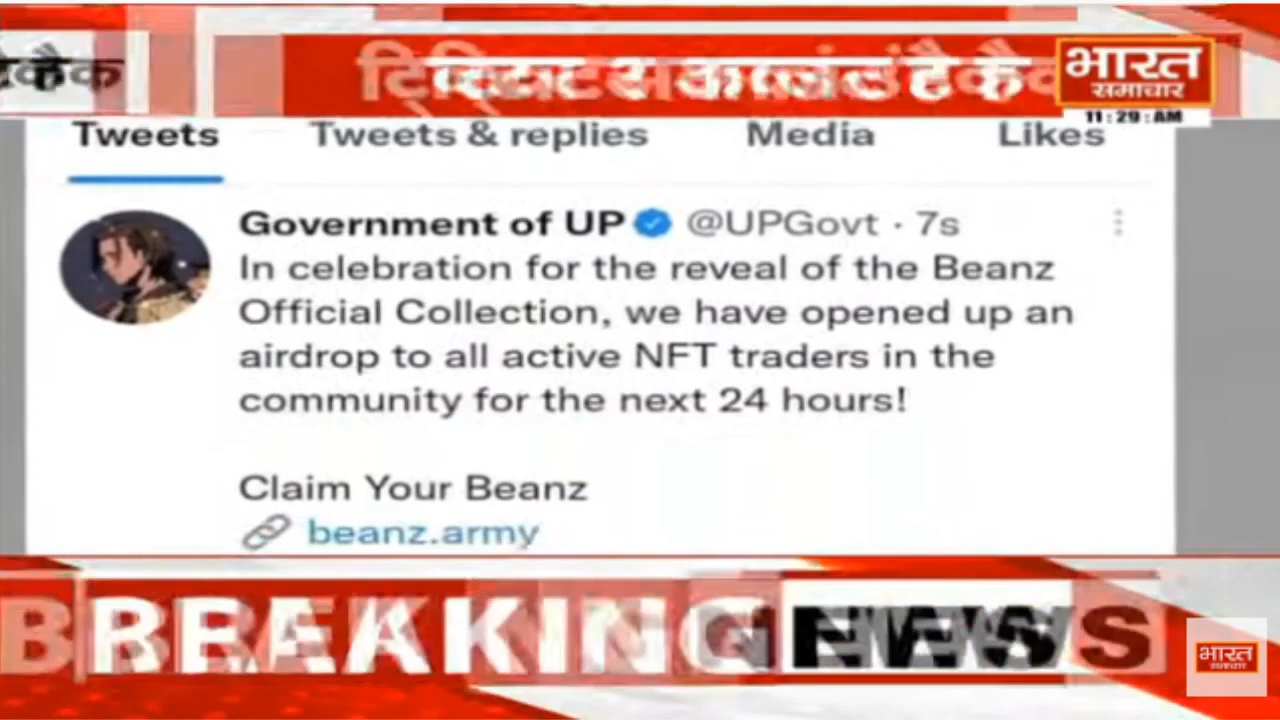 भारत
समाचार
11:29:AM
Tweets Tweets & replies Media Likes
Government of UP @UPGovt · 7s
In celebration for the reveal of the Beanz
Official Collection, we have opened up an
airdrop to all active NFT traders in the
community for the next 24 hours!
Claim Your Beanz
beanz.army
BREAKING NEWS
भारत
समाचार